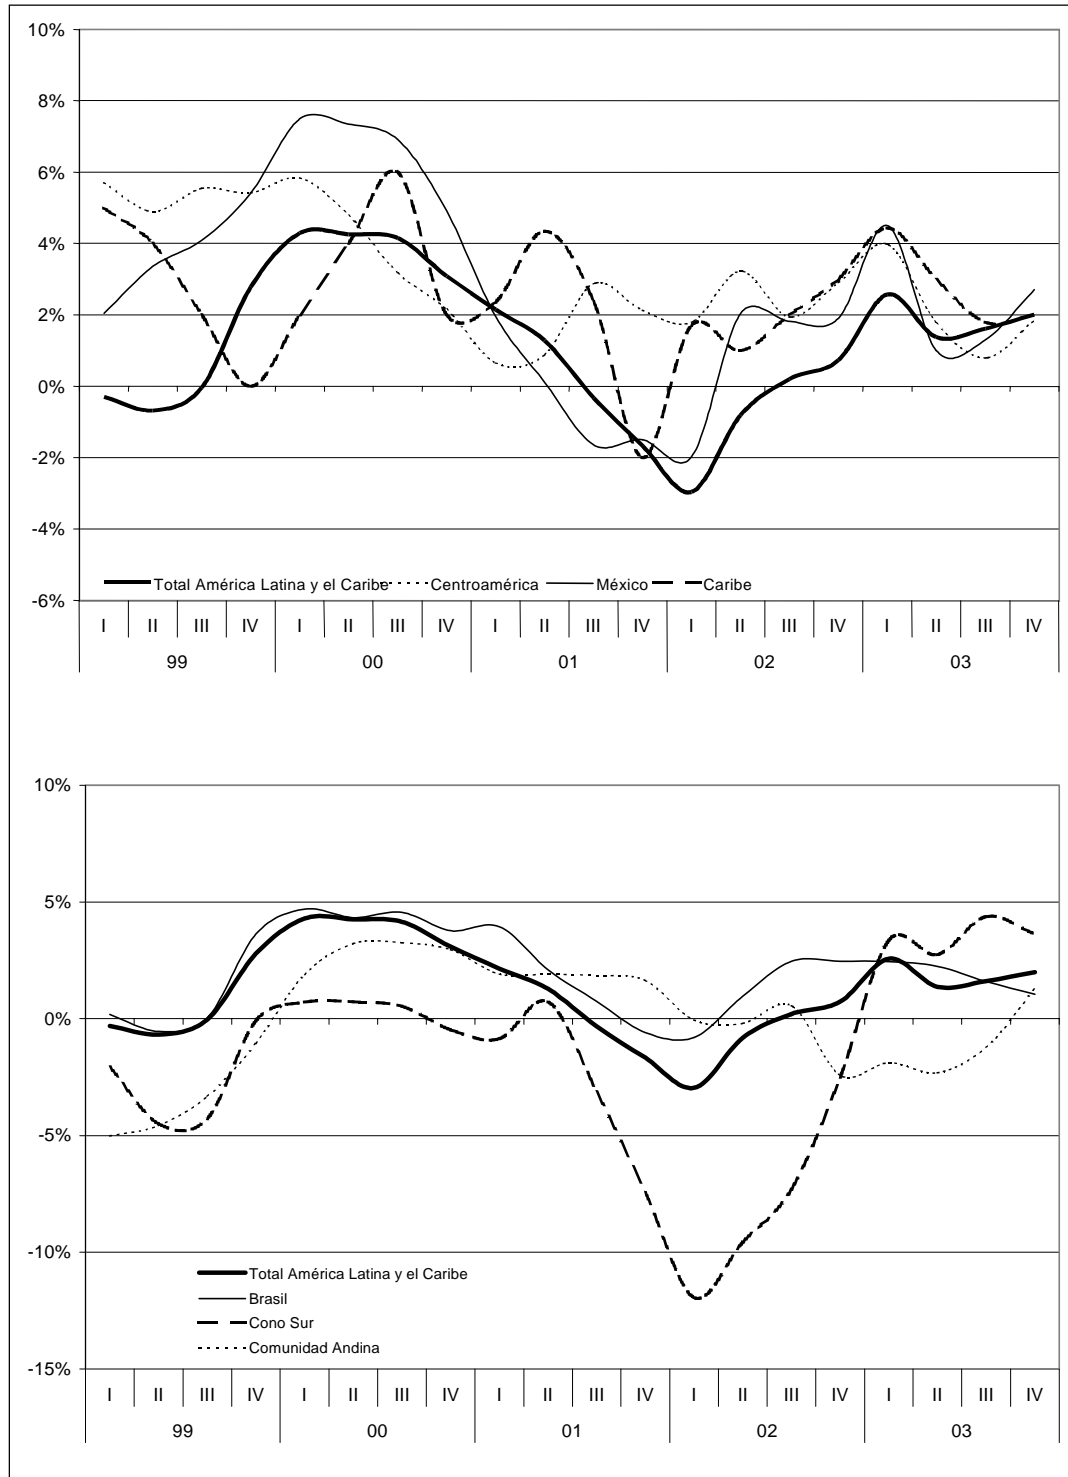 10%
8%
6%
4%
2%
0%
-2%
-4%
-6%
Total América Latina y el Caribe Centroamérica México Caribe
I II III IV I II III IV I II III IV I II III IV I II III IV
99 00 01 02 03
10%
5%
0%
-5%
-10%
-15%
Total América Latina y el Caribe
Brasil
Cono Sur
Comunidad Andina
I II III IV I II III IV I II III IV I II III IV I II III IV
99 00 01 02 03